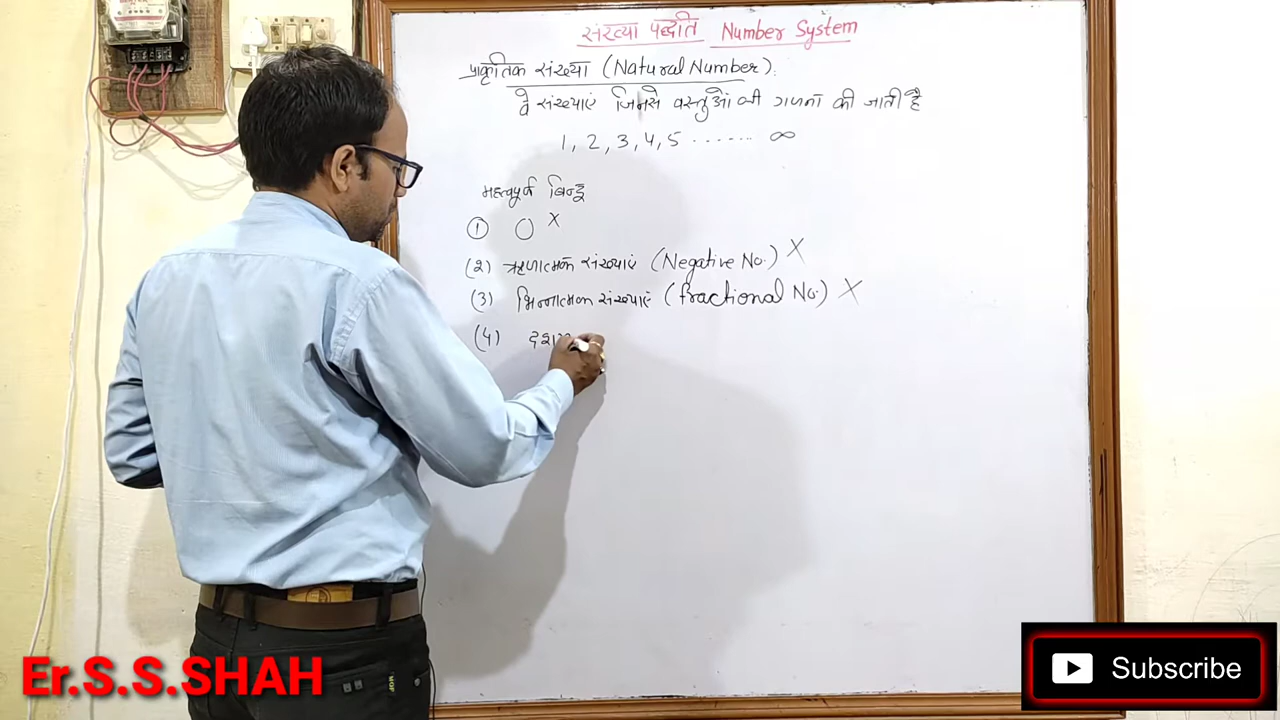 संख्या पद्धति Number System
प्राकृतिक संख्या (Natural Number).
वे संख्याएं जिनसे वस्तुओं की गणना की जाती है
1, 2, 3, 4, 5 ........ ∞
महत्वपूर्ण बिन्दू
① 0 x
(2) ऋणात्मक संख्याएं (Negative No.) X
(3) भिन्नात्मक संख्याएं (fractional No.) X
(4)
Er.S.S.SHAH
Subscribe